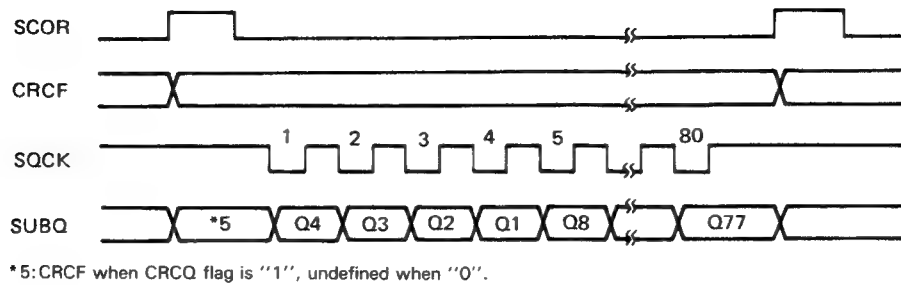 SCOR
CRCF
1 2 3 4 5 80
SQCK
SUBQ *5 Q4 Q3 Q2 Q1 Q8 Q77
*5: CRCF when CRCQ flag is "1", undefined when "0".